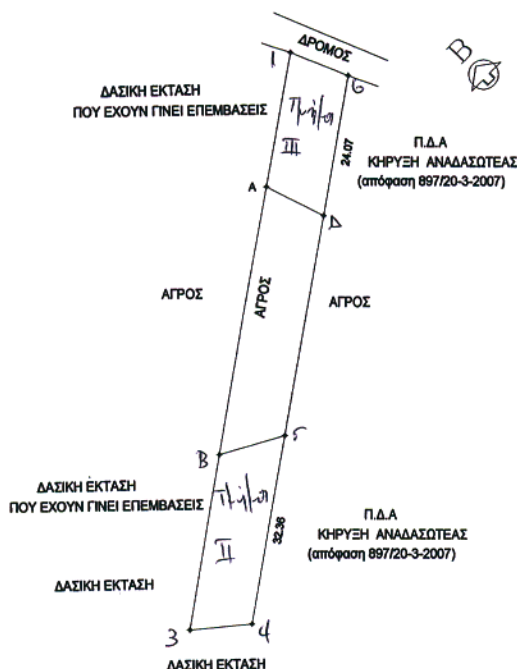 ΔΡΟΜΟΣ
Β
1
6
ΔΑΣΙΚΗ ΕΚΤΑΣΗ
ΠΟΥ ΕΧΟΥΝ ΓΙΝΕΙ ΕΠΕΜΒΑΣΕΙΣ
Τμήμα
III
24.07
Π.Δ.Α
ΚΗΡΥΞΗ ΑΝΑΔΑΣΩΤΕΑΣ
(απόφαση 897/20-3-2007)
Α
Δ
ΑΓΡΟΣ
ΑΓΡΟΣ
ΑΓΡΟΣ
Β
5
ΔΑΣΙΚΗ ΕΚΤΑΣΗ
ΠΟΥ ΕΧΟΥΝ ΓΙΝΕΙ ΕΠΕΜΒΑΣΕΙΣ
Τμήμα
II
32.36
Π.Δ.Α
ΚΗΡΥΞΗ ΑΝΑΔΑΣΩΤΕΑΣ
(απόφαση 897/20-3-2007)
ΔΑΣΙΚΗ ΕΚΤΑΣΗ
3
4
ΔΑΣΙΚΗ ΕΚΤΑΣΗ